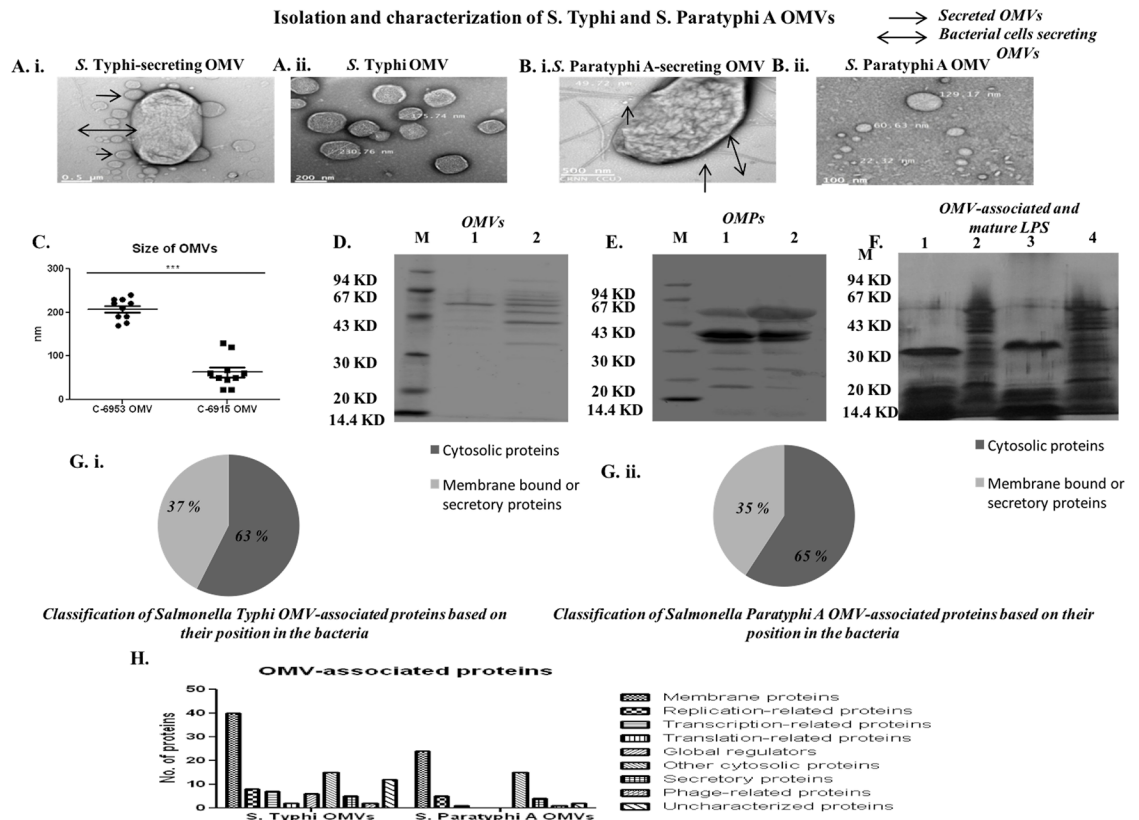 Isolation and characterization of S. Typhi and S. Paratyphi A OMVs
Secreted OMVs
Bacterial cells secreting
OMVs
A. i.
S. Typhi-secreting OMV
0.5 µm
A. ii.
S. Typhi OMV
175.74 nm
230.76 nm
200 nm
B. i.
S. Paratyphi A-secreting OMV
49.72 nm
500 nm
CRNN (CU)
B. ii.
S. Paratyphi A OMV
129.17 nm
60.63 nm
22.32 nm
100 nm
C.
Size of OMVs
***
300
200
100
0
nm
C-6953 OMV
C-6915 OMV
D.
OMVs
M 1 2
94 KD
67 KD
43 KD
30 KD
20 KD
14.4 KD
E.
OMPs
M 1 2
94 KD
67 KD
43 KD
30 KD
20 KD
14.4 KD
F.
OMV-associated and
mature LPS
M
1 2 3 4
94 KD
67 KD
43 KD
30 KD
20 KD
14.4 KD
G. i.
37 %
63 %
Cytosolic proteins
Membrane bound or
secretory proteins
Classification of Salmonella Typhi OMV-associated proteins based on
their position in the bacteria
G. ii.
35 %
65 %
Cytosolic proteins
Membrane bound or
secretory proteins
Classification of Salmonella Paratyphi A OMV-associated proteins based on their
position in the bacteria
H.
OMV-associated proteins
No. of proteins
50
40
30
20
10
0
S. Typhi OMVs
S. Paratyphi A OMVs
Membrane proteins
Replication-related proteins
Transcription-related proteins
Translation-related proteins
Global regulators
Other cytosolic proteins
Secretory proteins
Phage-related proteins
Uncharacterized proteins